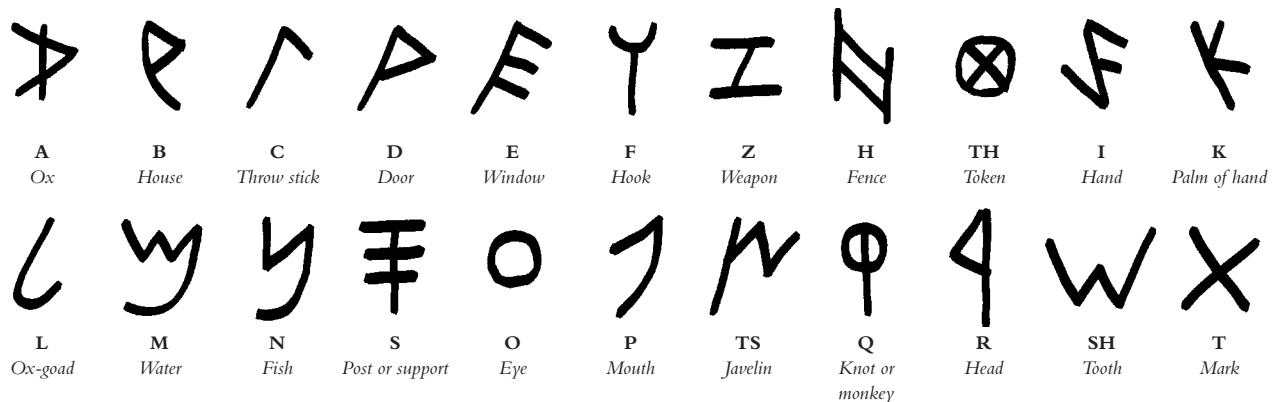 𐤀 𐤁 𐤂 𐤃 𐤄 𐤅 𐤆 𐤇 𐤈 𐤉 𐤊
A B C D E F Z H TH I K
Ox House Throw stick Door Window Hook Weapon Fence Token Hand Palm of hand
𐤋 𐤌 𐤍 𐤎 𐤏 𐤐 𐤑 𐤒 𐤓 𐤔 𐤕
L M N S O P TS Q R SH T
Ox-goad Water Fish Post or support Eye Mouth Javelin Knot or monkey Head Tooth Mark